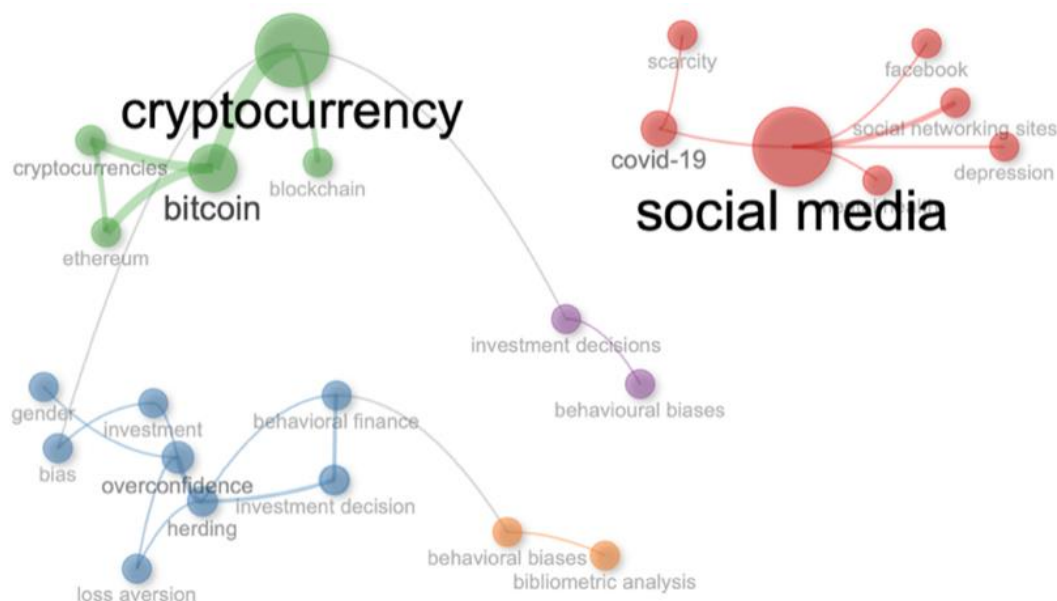 scarcity
facebook
cryptocurrency
social networking sites
covid-19
cryptocurrencies
depression
blockchain
bitcoin
social media
ethereum
investment decisions
behavioural biases
gender
investment
behavioral finance
bias
overconfidence
investment decision
herding
behavioral biases
bibliometric analysis
loss aversion